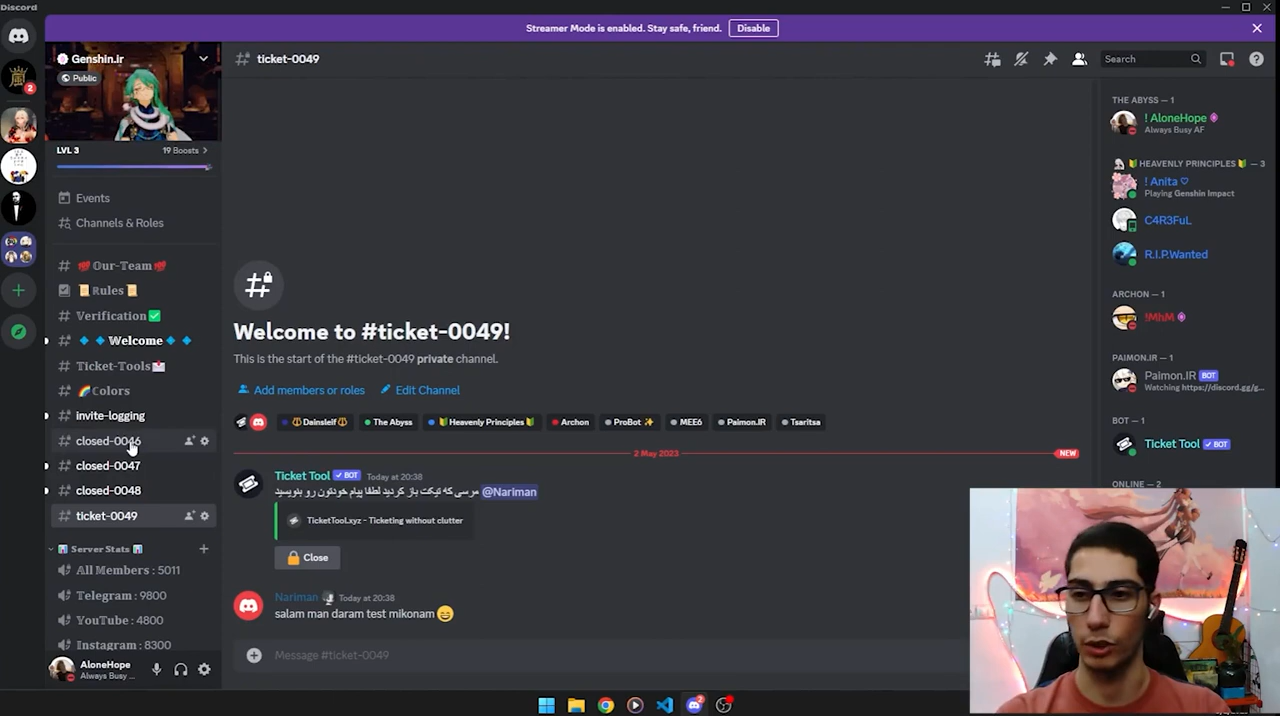 Discord
Streamer Mode is enabled. Stay safe, friend. Disable
Genshin.ir
Public
LVL 3
19 Boosts
Events
Channels & Roles
💯Our-Team💯
📜Rules📜
Verification✅
🔹🔹Welcome🔹🔹
Ticket-Tools📩
🌈Colors
invite-logging
closed-0046
closed-0047
closed-0048
ticket-0049
📊 Server Stats 📊
All Members : 5011
Telegram : 9800
YouTube : 4800
Instagram : 8300
AloneHope
Always Busy ...
2
ticket-0049
Search
Welcome to #ticket-0049!
This is the start of the #ticket-0049 private channel.
Add members or roles
Edit Channel
Dainsleif
The Abyss
🔰Heavenly Principles🔰
Archon
ProBot ✨
MEE6
Paimon.IR
Tsaritsa
2 May 2023
NEW
Ticket Tool ✓ BOT Today at 20:38
مرسی که تیکت باز کردید لطفا پیام خودتون رو بنویسید @Nariman
TicketTool.xyz - Ticketing without clutter
🔒 Close
Nariman Today at 20:38
salam man daram test mikonam 😄
Message #ticket-0049
THE ABYSS — 1
! AloneHope
Always Busy AF
🔰HEAVENLY PRINCIPLES🔰 — 3
! Anita ♡
Playing Genshin Impact
C4R3FuL
R.I.P.Wanted
ARCHON — 1
!MhM
PAIMON.IR — 1
Paimon.IR BOT
Watching https://discord.gg/g...
BOT — 1
Ticket Tool ✓ BOT
ONLINE — 2
2